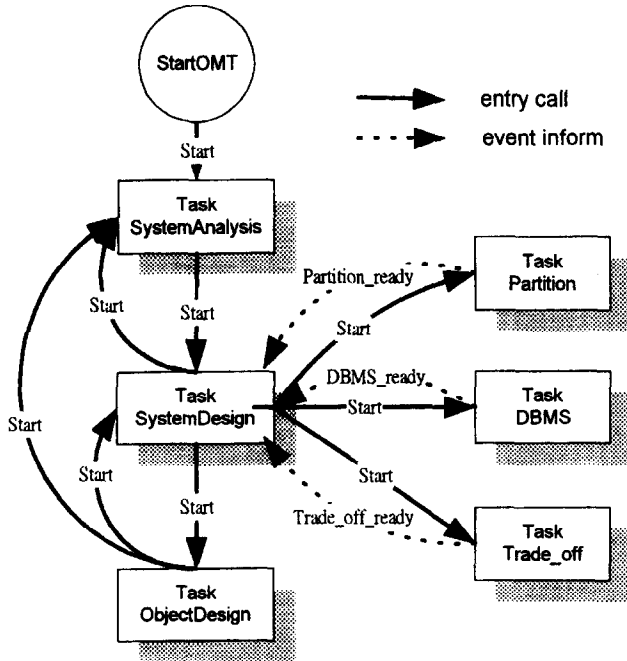 StartOMT
entry call
event inform
Start
Task
SystemAnalysis
Partition_ready
Task
Partition
Start
Start
Start
DBMS_ready
Task
SystemDesign
Start
Task
DBMS
Start
Start
Start
Start
Trade_off_ready
Task
Trade_off
Task
ObjectDesign